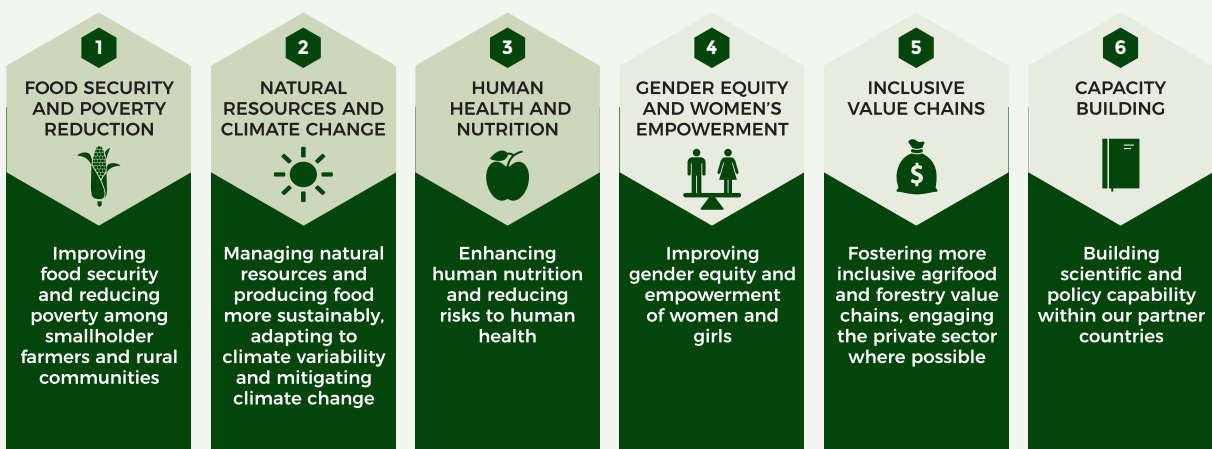 1
FOOD SECURITY
AND POVERTY
REDUCTION
Improving
food security
and reducing
poverty among
smallholder
farmers and rural
communities
2
NATURAL
RESOURCES AND
CLIMATE CHANGE
Managing natural
resources and
producing food
more sustainably,
adapting to
climate variability
and mitigating
climate change
3
HUMAN
HEALTH AND
NUTRITION
Enhancing
human nutrition
and reducing
risks to human
health
4
GENDER EQUITY
AND WOMEN'S
EMPOWERMENT
Improving
gender equity and
empowerment
of women and
girls
5
INCLUSIVE
VALUE CHAINS
$
Fostering more
inclusive agrifood
and forestry value
chains, engaging
the private sector
where possible
6
CAPACITY
BUILDING
Building
scientific and
policy capability
within our partner
countries